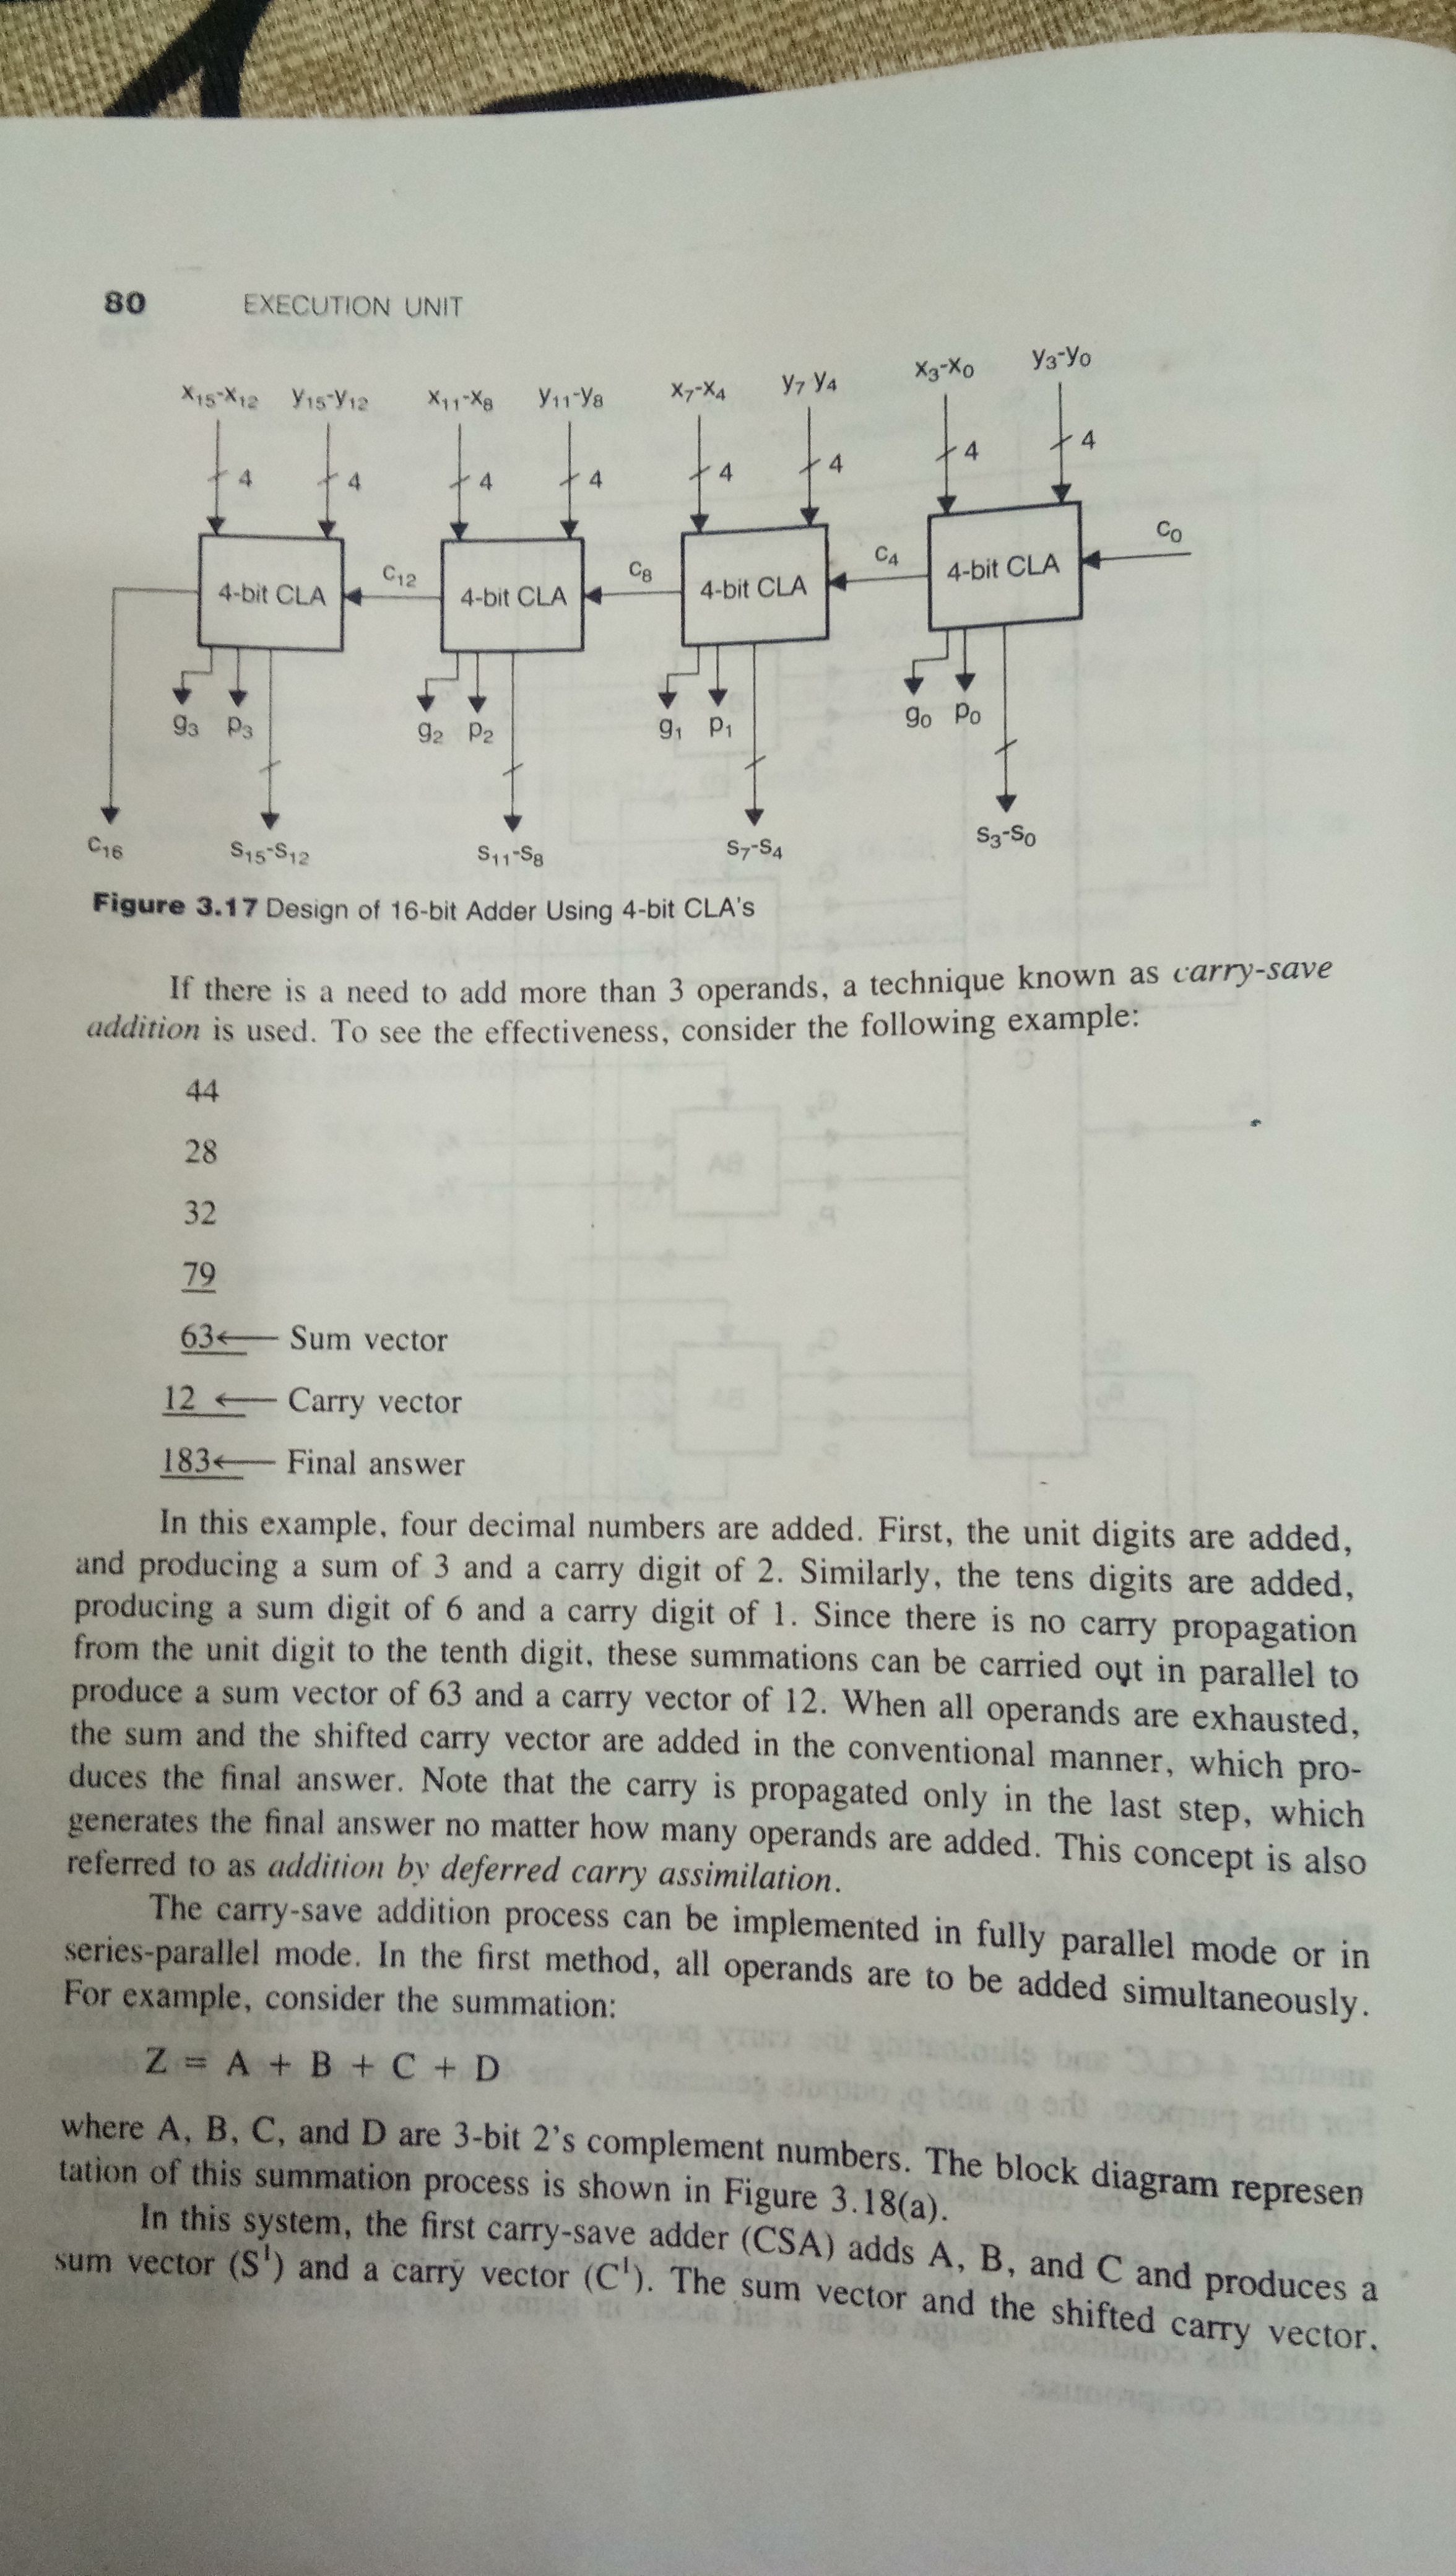 80 EXECUTION UNIT
x₁₅-x₁₂ y₁₅-y₁₂ x₁₁-x₈ y₁₁-y₈ x₇-x₄ y₇ y₄ x₃-x₀ y₃-y₀
4 4 4 4 4 4 4 4
4-bit CLA c₁₂ 4-bit CLA c₈ 4-bit CLA c₄ 4-bit CLA c₀
g₃ p₃ g₂ p₂ g₁ p₁ g₀ p₀
c₁₆ s₁₅-s₁₂ s₁₁-s₈ s₇-s₄ s₃-s₀
Figure 3.17 Design of 16-bit Adder Using 4-bit CLA's
If there is a need to add more than 3 operands, a technique known as carry-save
addition is used. To see the effectiveness, consider the following example:
44
28
32
79
63← Sum vector
12 ← Carry vector
183← Final answer
In this example, four decimal numbers are added. First, the unit digits are added,
and producing a sum of 3 and a carry digit of 2. Similarly, the tens digits are added,
producing a sum digit of 6 and a carry digit of 1. Since there is no carry propagation
from the unit digit to the tenth digit, these summations can be carried out in parallel to
produce a sum vector of 63 and a carry vector of 12. When all operands are exhausted,
the sum and the shifted carry vector are added in the conventional manner, which pro-
duces the final answer. Note that the carry is propagated only in the last step, which
generates the final answer no matter how many operands are added. This concept is also
referred to as addition by deferred carry assimilation.
The carry-save addition process can be implemented in fully parallel mode or in
series-parallel mode. In the first method, all operands are to be added simultaneously.
For example, consider the summation:
Z = A + B + C + D
where A, B, C, and D are 3-bit 2's complement numbers. The block diagram represen
tation of this summation process is shown in Figure 3.18(a).
In this system, the first carry-save adder (CSA) adds A, B, and C and produces a
sum vector (S') and a carry vector (C'). The sum vector and the shifted carry vector,